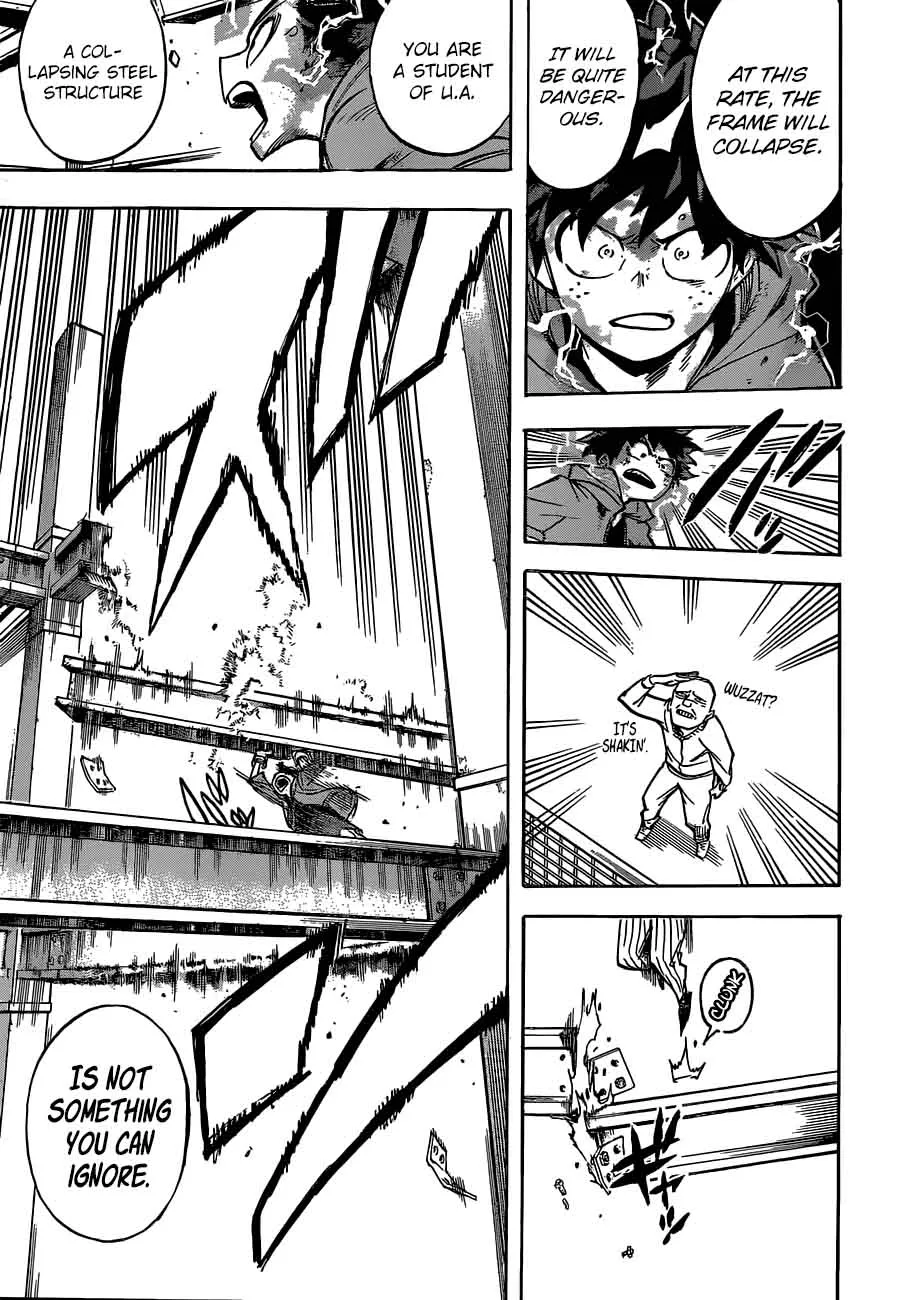 AT THIS
RATE, THE
FRAME WILL
COLLAPSE.
IT WILL
BE QUITE
DANGER-
OUS.
WUZZAT?
IT'S
SHAKIN'.
CLONK
YOU ARE
A STUDENT
OF U.A.
A COL-
LAPSING STEEL
STRUCTURE
IS NOT
SOMETHING
YOU CAN
IGNORE.